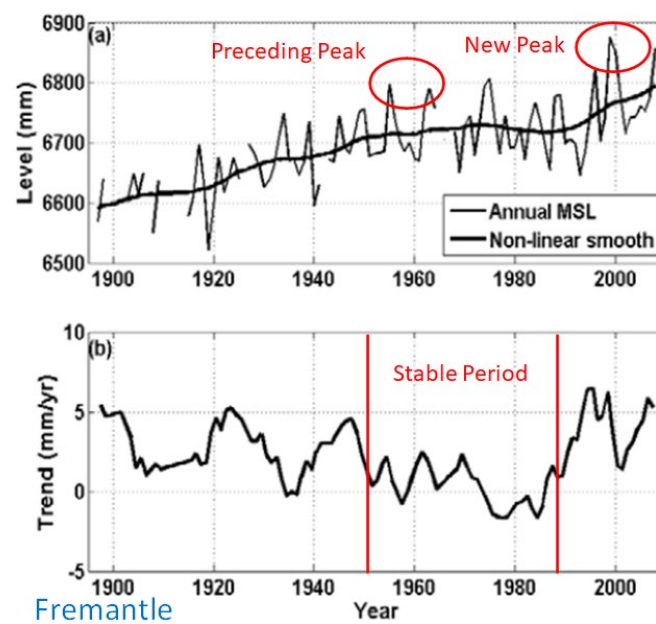 6900
(a)
Preceding Peak
New Peak
6800
6700
6600
6500
Level (mm)
Annual MSL
Non-linear smooth
1900 1920 1940 1960 1980 2000
10
(b)
Stable Period
5
0
-5
Trend (mm/yr)
1900 1920 1940 1960 1980 2000
Fremantle
Year